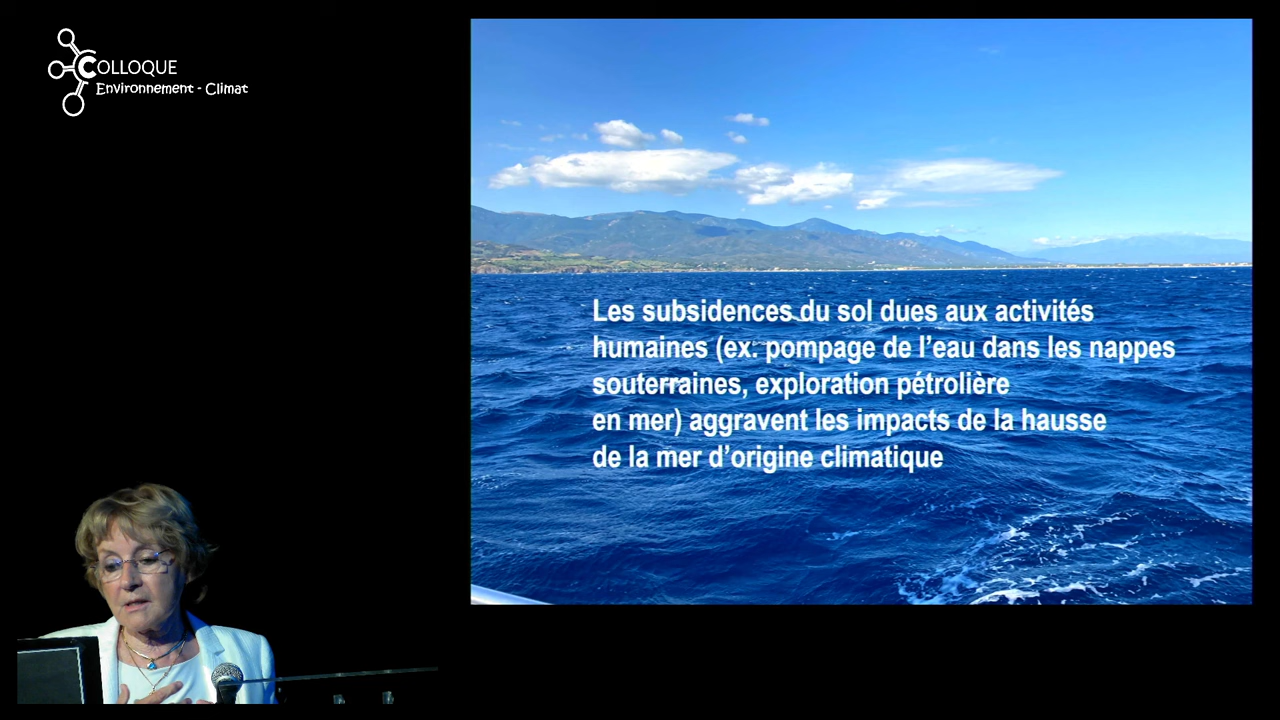 COLLOQUE
Environnement - Climat
Les subsidences du sol dues aux activités
humaines (ex: pompage de l'eau dans les nappes
souterraines, exploration pétrolière
en mer) aggravent les impacts de la hausse
de la mer d'origine climatique